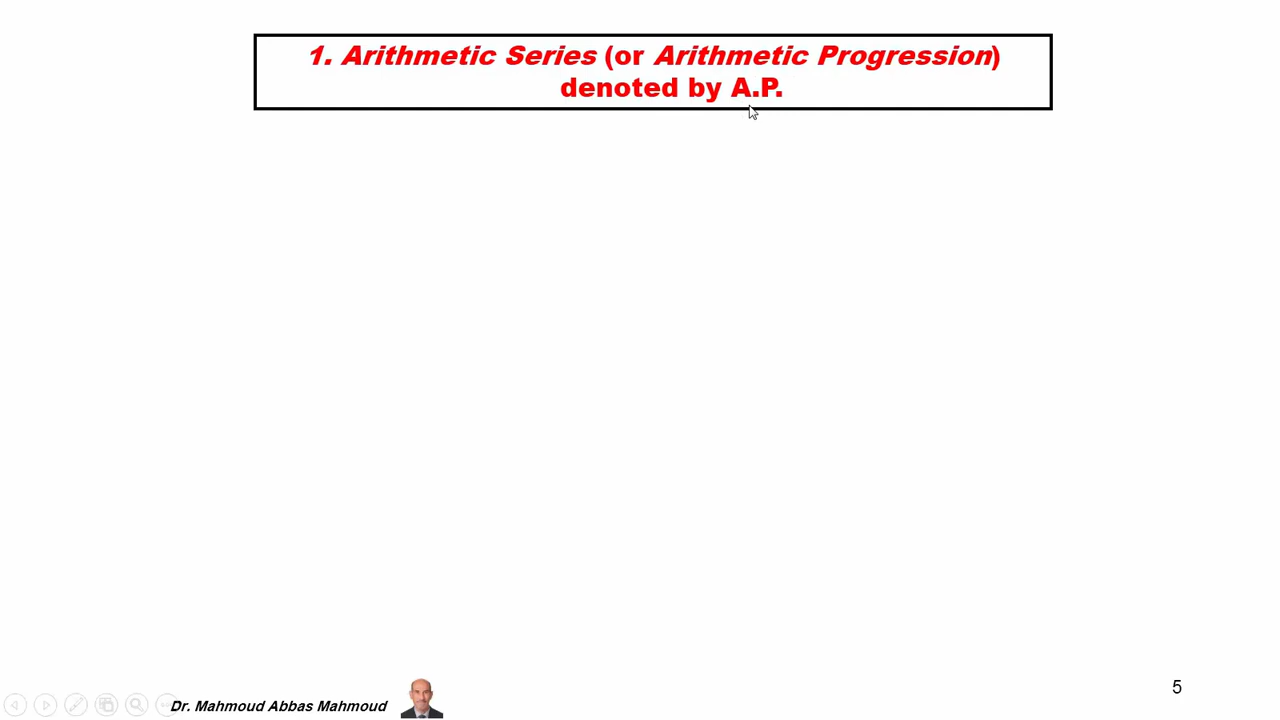 1. Arithmetic Series (or Arithmetic Progression)
denoted by A.P.
5
Dr. Mahmoud Abbas Mahmoud